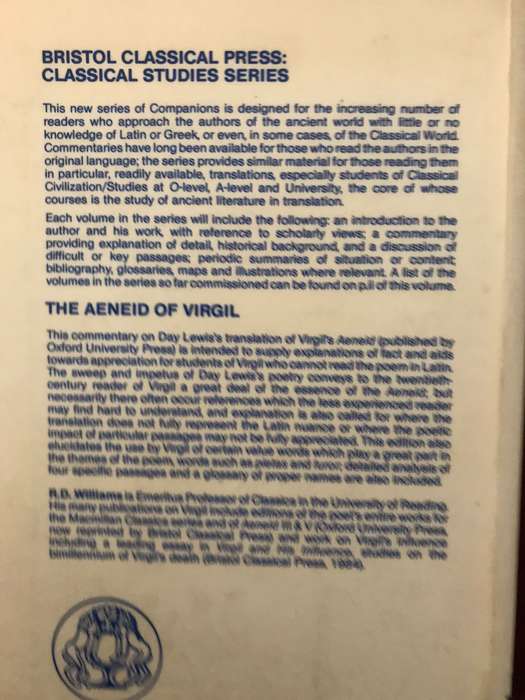 BRISTOL CLASSICAL PRESS:
CLASSICAL STUDIES SERIES
This new series of Companions is designed for the increasing number of
readers who approach the authors of the ancient world with little or no
knowledge of Latin or Greek, or even, in some cases, of the Classical World.
Commentaries have long been available for those who read the authors in the
original language; the series provides similar material for those reading them
in particular, readily available, translations, especially students of Classical
Civilization/Studies at O-level, A-level and University, the core of whose
courses is the study of ancient literature in translation.
Each volume in the series will include the following: an introduction to the
author and his work, with reference to scholarly views; a commentary
providing explanation of detail, historical background, and a discussion of
difficult or key passages; periodic summaries of situation or content;
bibliography, glossaries, maps and illustrations where relevant. A list of the
volumes in the series so far commissioned can be found on p.ii of this volume.
THE AENEID OF VIRGIL
This commentary on Day Lewis's translation of Virgil's Aeneid (published by
Oxford University Press) is intended to supply explanations of fact and aids
towards appreciation for students of Virgil who cannot read the poem in Latin.
The sweep and impetus of Day Lewis's poetry conveys to the twentieth-
century reader of Virgil a great deal of the essence of the Aeneid; but
necessarily there often occur references which the less experienced reader
may find hard to understand, and explanation is also called for where the
translation does not fully represent the Latin nuance or where the poetic
impact of particular passages may not be fully appreciated. This edition also
elucidates the use by Virgil of certain value words which play a great part in
the themes of the poem, words such as pietas and furor; detailed analysis of
four specific passages and a glossary of proper names are also included.
R.D. Williams is Emeritus Professor of Classics in the University of Reading.
His many publications on Virgil include editions of the poet's entire works for
the Macmillan Classics series and of Aeneid III & V (Oxford University Press,
now reprinted by Bristol Classical Press) and work on Virgil's influence
including a leading essay in Virgil and His Influence, studies on the
bimillennium of Virgil's death (Bristol Classical Press, 1984).